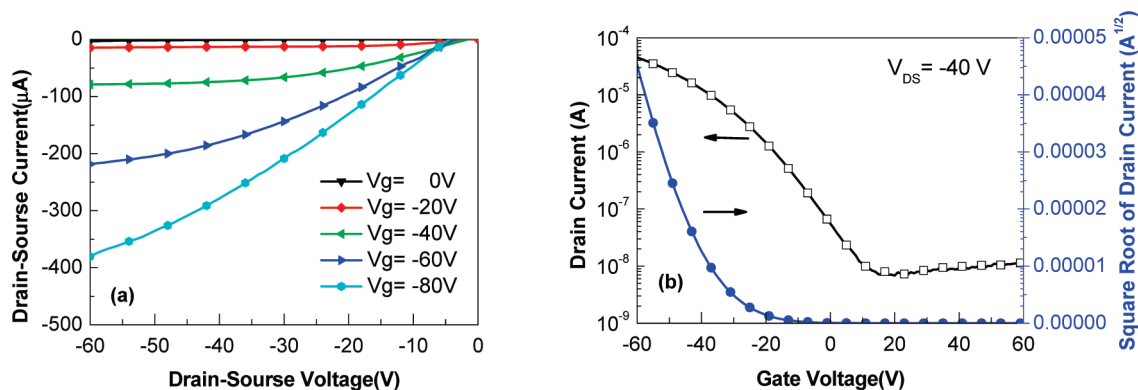 0
-100
-200
-300
-400
-500
-60
-50
-40
-30
-20
-10
0
Drain-Sourse Current(μA)
Drain-Sourse Voltage(V)
Vg= 0V
Vg= -20V
Vg= -40V
Vg= -60V
Vg= -80V
(a)
10⁻⁴
10⁻⁵
10⁻⁶
10⁻⁷
10⁻⁸
10⁻⁹
-60
-40
-20
0
20
40
60
Drain Current (A)
Gate Voltage(V)
V_DS= -40 V
(b)
0.00005
0.00004
0.00003
0.00002
0.00001
0.00000
Square Root of Drain Current (A^1/2)